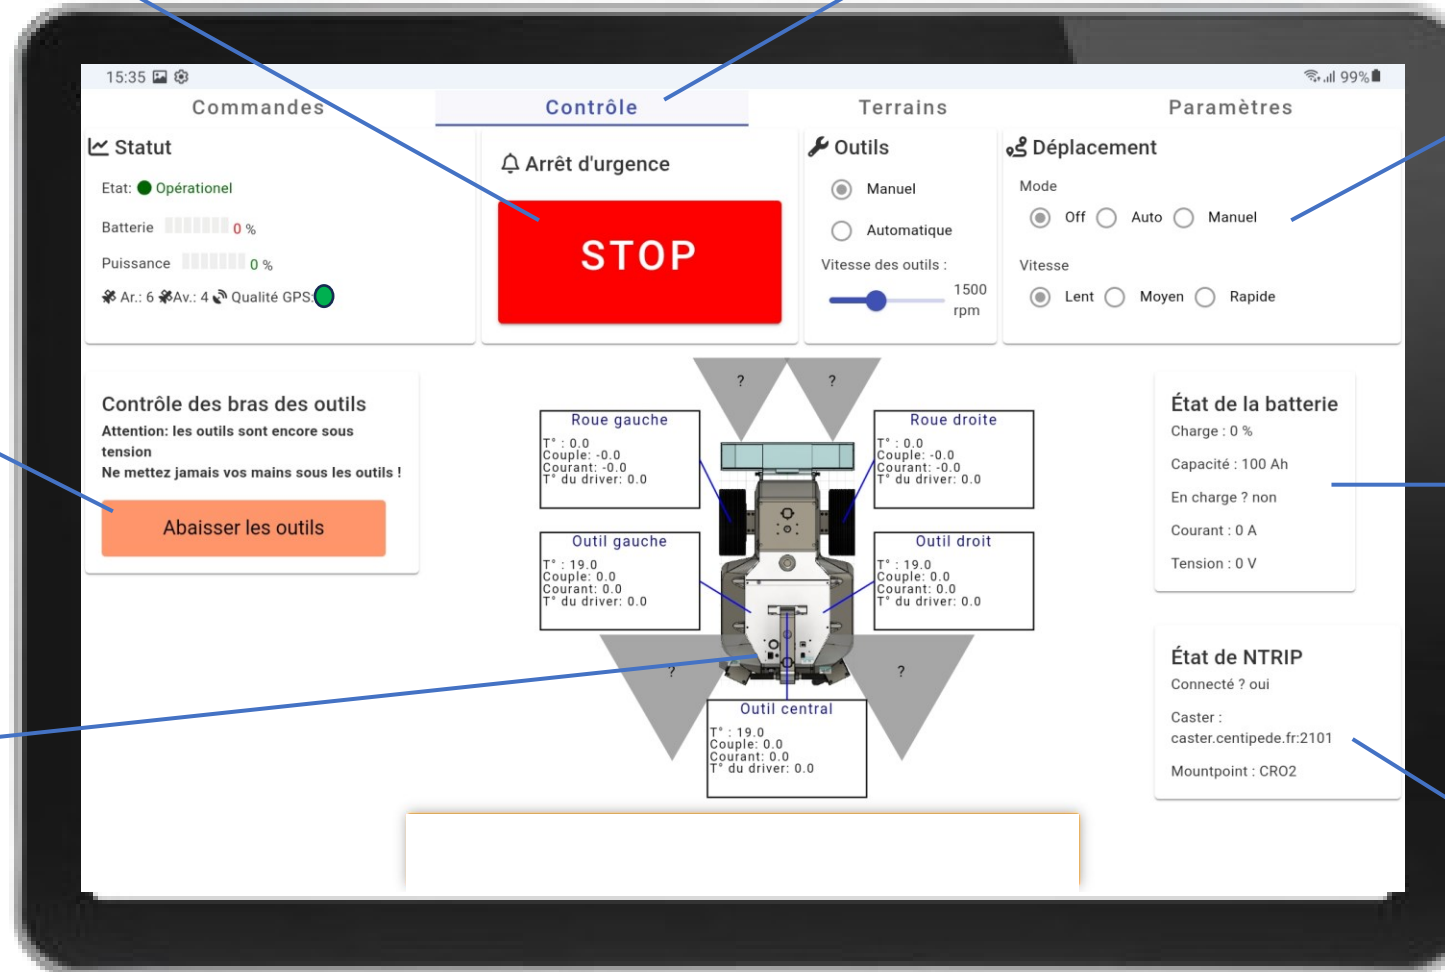 15:35
99%
Commandes
Contrôle
Terrains
Paramètres
Statut
Etat: Opérationel
Batterie 0 %
Puissance 0 %
Ar.: 6 Av.: 4 Qualité GPS:
Arrêt d'urgence
STOP
Outils
Manuel
Automatique
Vitesse des outils :
1500
rpm
Déplacement
Mode
Off Auto Manuel
Vitesse
Lent Moyen Rapide
Contrôle des bras des outils
Attention: les outils sont encore sous
tension
Ne mettez jamais vos mains sous les outils !
Abaisser les outils
?
?
Roue gauche
T° : 0.0
Couple: -0.0
Courant: -0.0
T° du driver: 0.0
Roue droite
T° : 0.0
Couple: -0.0
Courant: -0.0
T° du driver: 0.0
Outil gauche
T° : 19.0
Couple: 0.0
Courant: 0.0
T° du driver: 0.0
Outil droit
T° : 19.0
Couple: 0.0
Courant: 0.0
T° du driver: 0.0
?
?
Outil central
T° : 19.0
Couple: 0.0
Courant: 0.0
T° du driver: 0.0
État de la batterie
Charge : 0 %
Capacité : 100 Ah
En charge ? non
Courant : 0 A
Tension : 0 V
État de NTRIP
Connecté ? oui
Caster :
caster.centipede.fr:2101
Mountpoint : CRO2